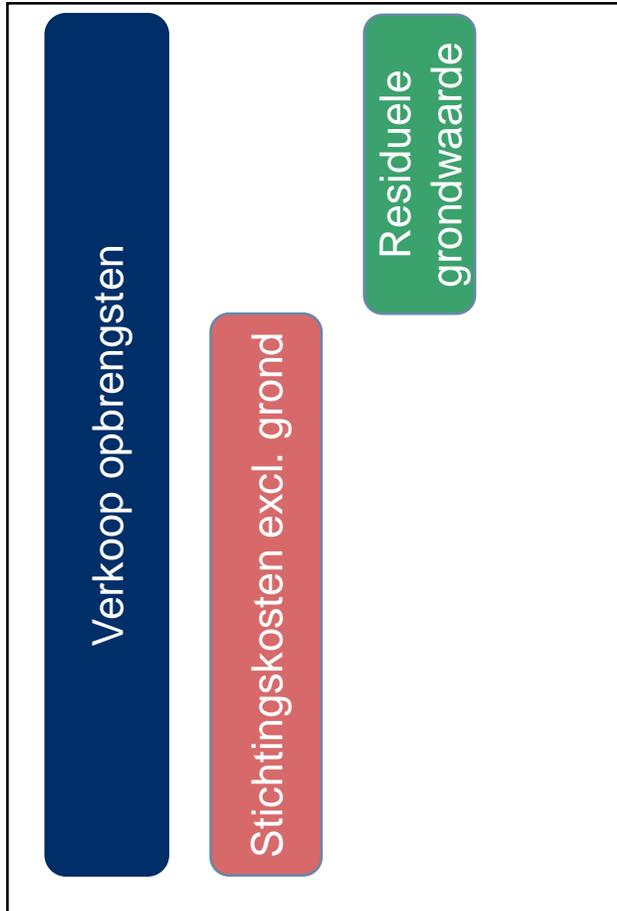 Verkoop opbrengsten
Stichtingskosten excl. grond
Residuele
grondwaarde